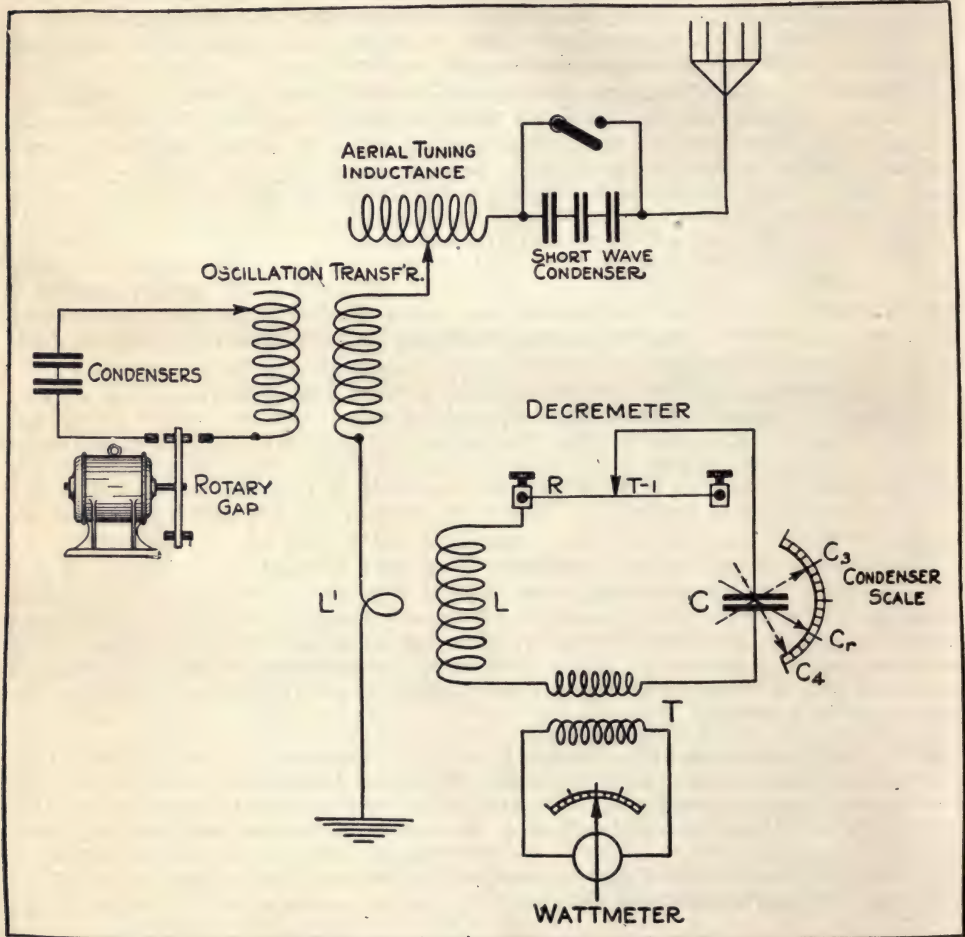 AERIAL TUNING
INDUCTANCE
SHORT WAVE
CONDENSER
OSCILLATION TRANSF'R.
CONDENSERS
ROTARY
GAP
DECREMETER
R
T-1
L'
L
C
C3
CONDENSER
SCALE
Cr
C4
T
WATTMETER